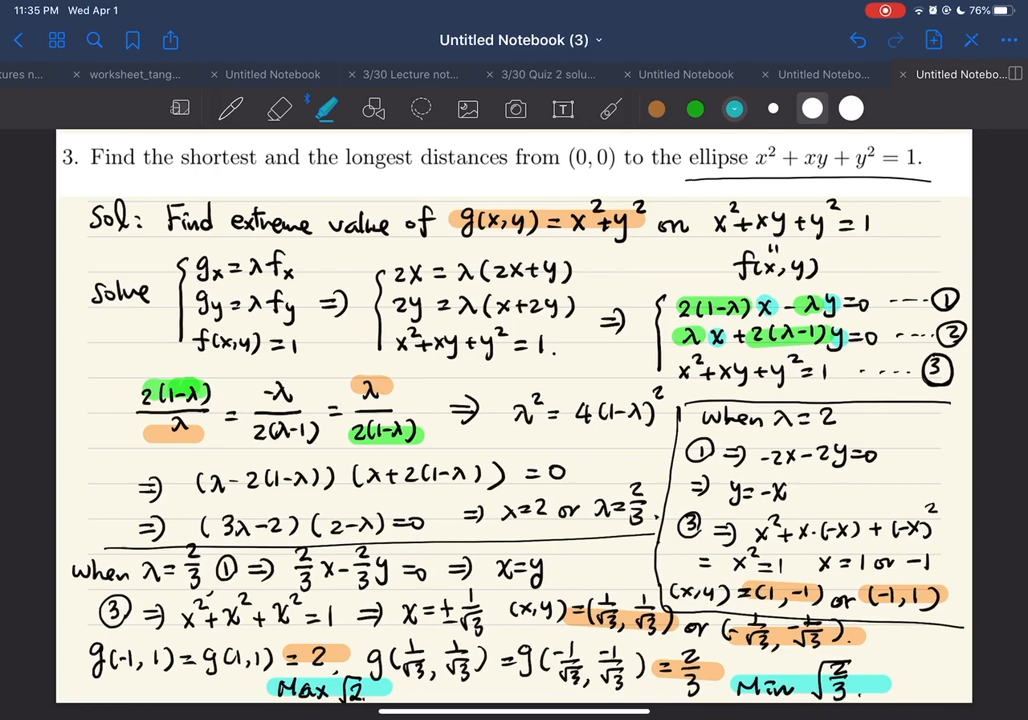 11:35 PM Wed Apr 1
76%
Untitled Notebook (3)
tures n... × worksheet_tang... × Untitled Notebook × 3/30 Lecture not... × 3/30 Quiz 2 solu... × Untitled Notebook × Untitled Notebo... × Untitled Notebo...
3. Find the shortest and the longest distances from (0, 0) to the ellipse x² + xy + y² = 1.
Sol: Find extreme value of g(x,y) = x²+y² on x²+xy+y²=1
" f(x,y)
Solve { gx = λfx
gy = λfy
f(x,y) = 1
⇒ { 2x = λ(2x+y)
2y = λ(x+2y)
x²+xy+y² = 1.
⇒ { 2(1-λ)x - λy=0 ---- ①
λx + 2(λ-1)y=0 ---- ②
x²+xy+y²=1 ---- ③
2(1-λ)/λ = -λ/2(λ-1) = λ/2(1-λ) ⇒ λ² = 4(1-λ)²
⇒ (λ-2(1-λ)) (λ+2(1-λ)) = 0
⇒ (3λ-2)(2-λ)=0 ⇒ λ=2 or λ=2/3.
when λ=2
① ⇒ -2x-2y=0
⇒ y=-x
③ ⇒ x²+x·(-x)+(-x)²
= x²=1 x=1 or -1
(x,y)=(1,-1) or (-1,1)
when λ=2/3 ① ⇒ 2/3x-2/3y=0 ⇒ x=y
③ ⇒ x²+x²+x²=1 ⇒ x=±1/√3 (x,y)=(1/√3, 1/√3) or (-1/√3, -1/√3).
g(-1,1)=g(1,1)=2. g(1/√3, 1/√3)=g(-1/√3, -1/√3)=2/3
Max √2. Min √2/3.